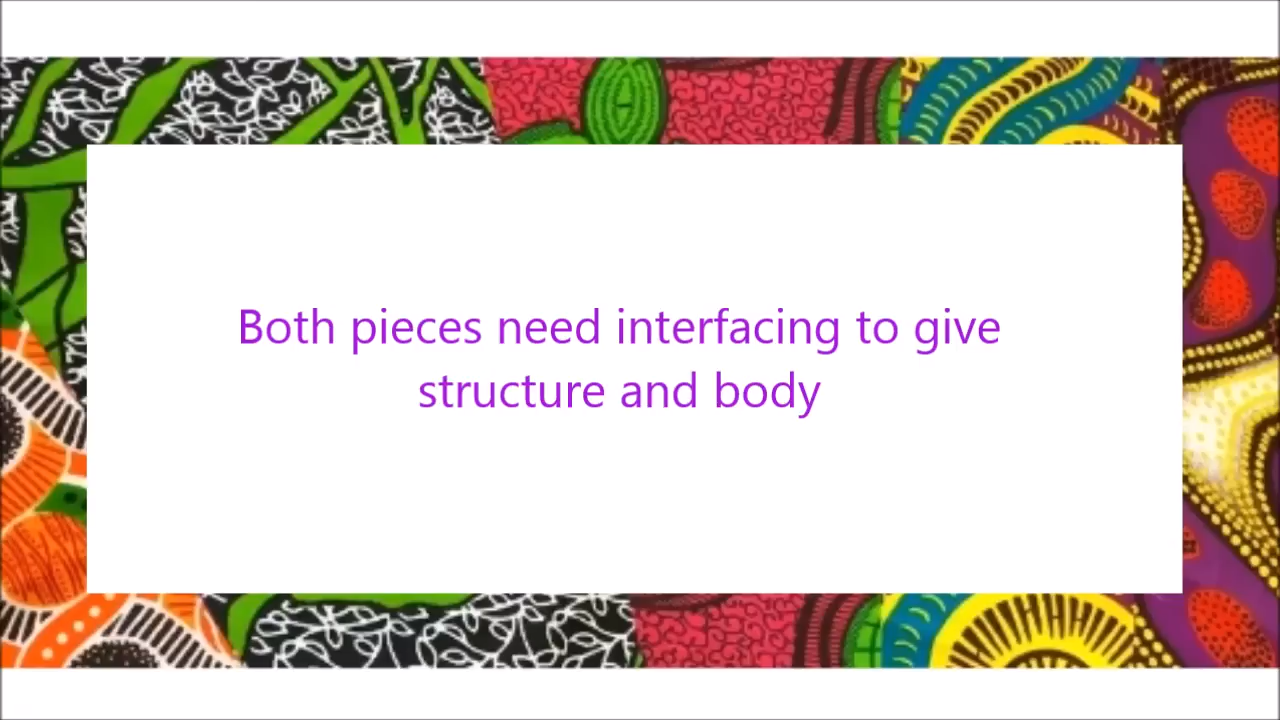 Both pieces need interfacing to give
structure and body